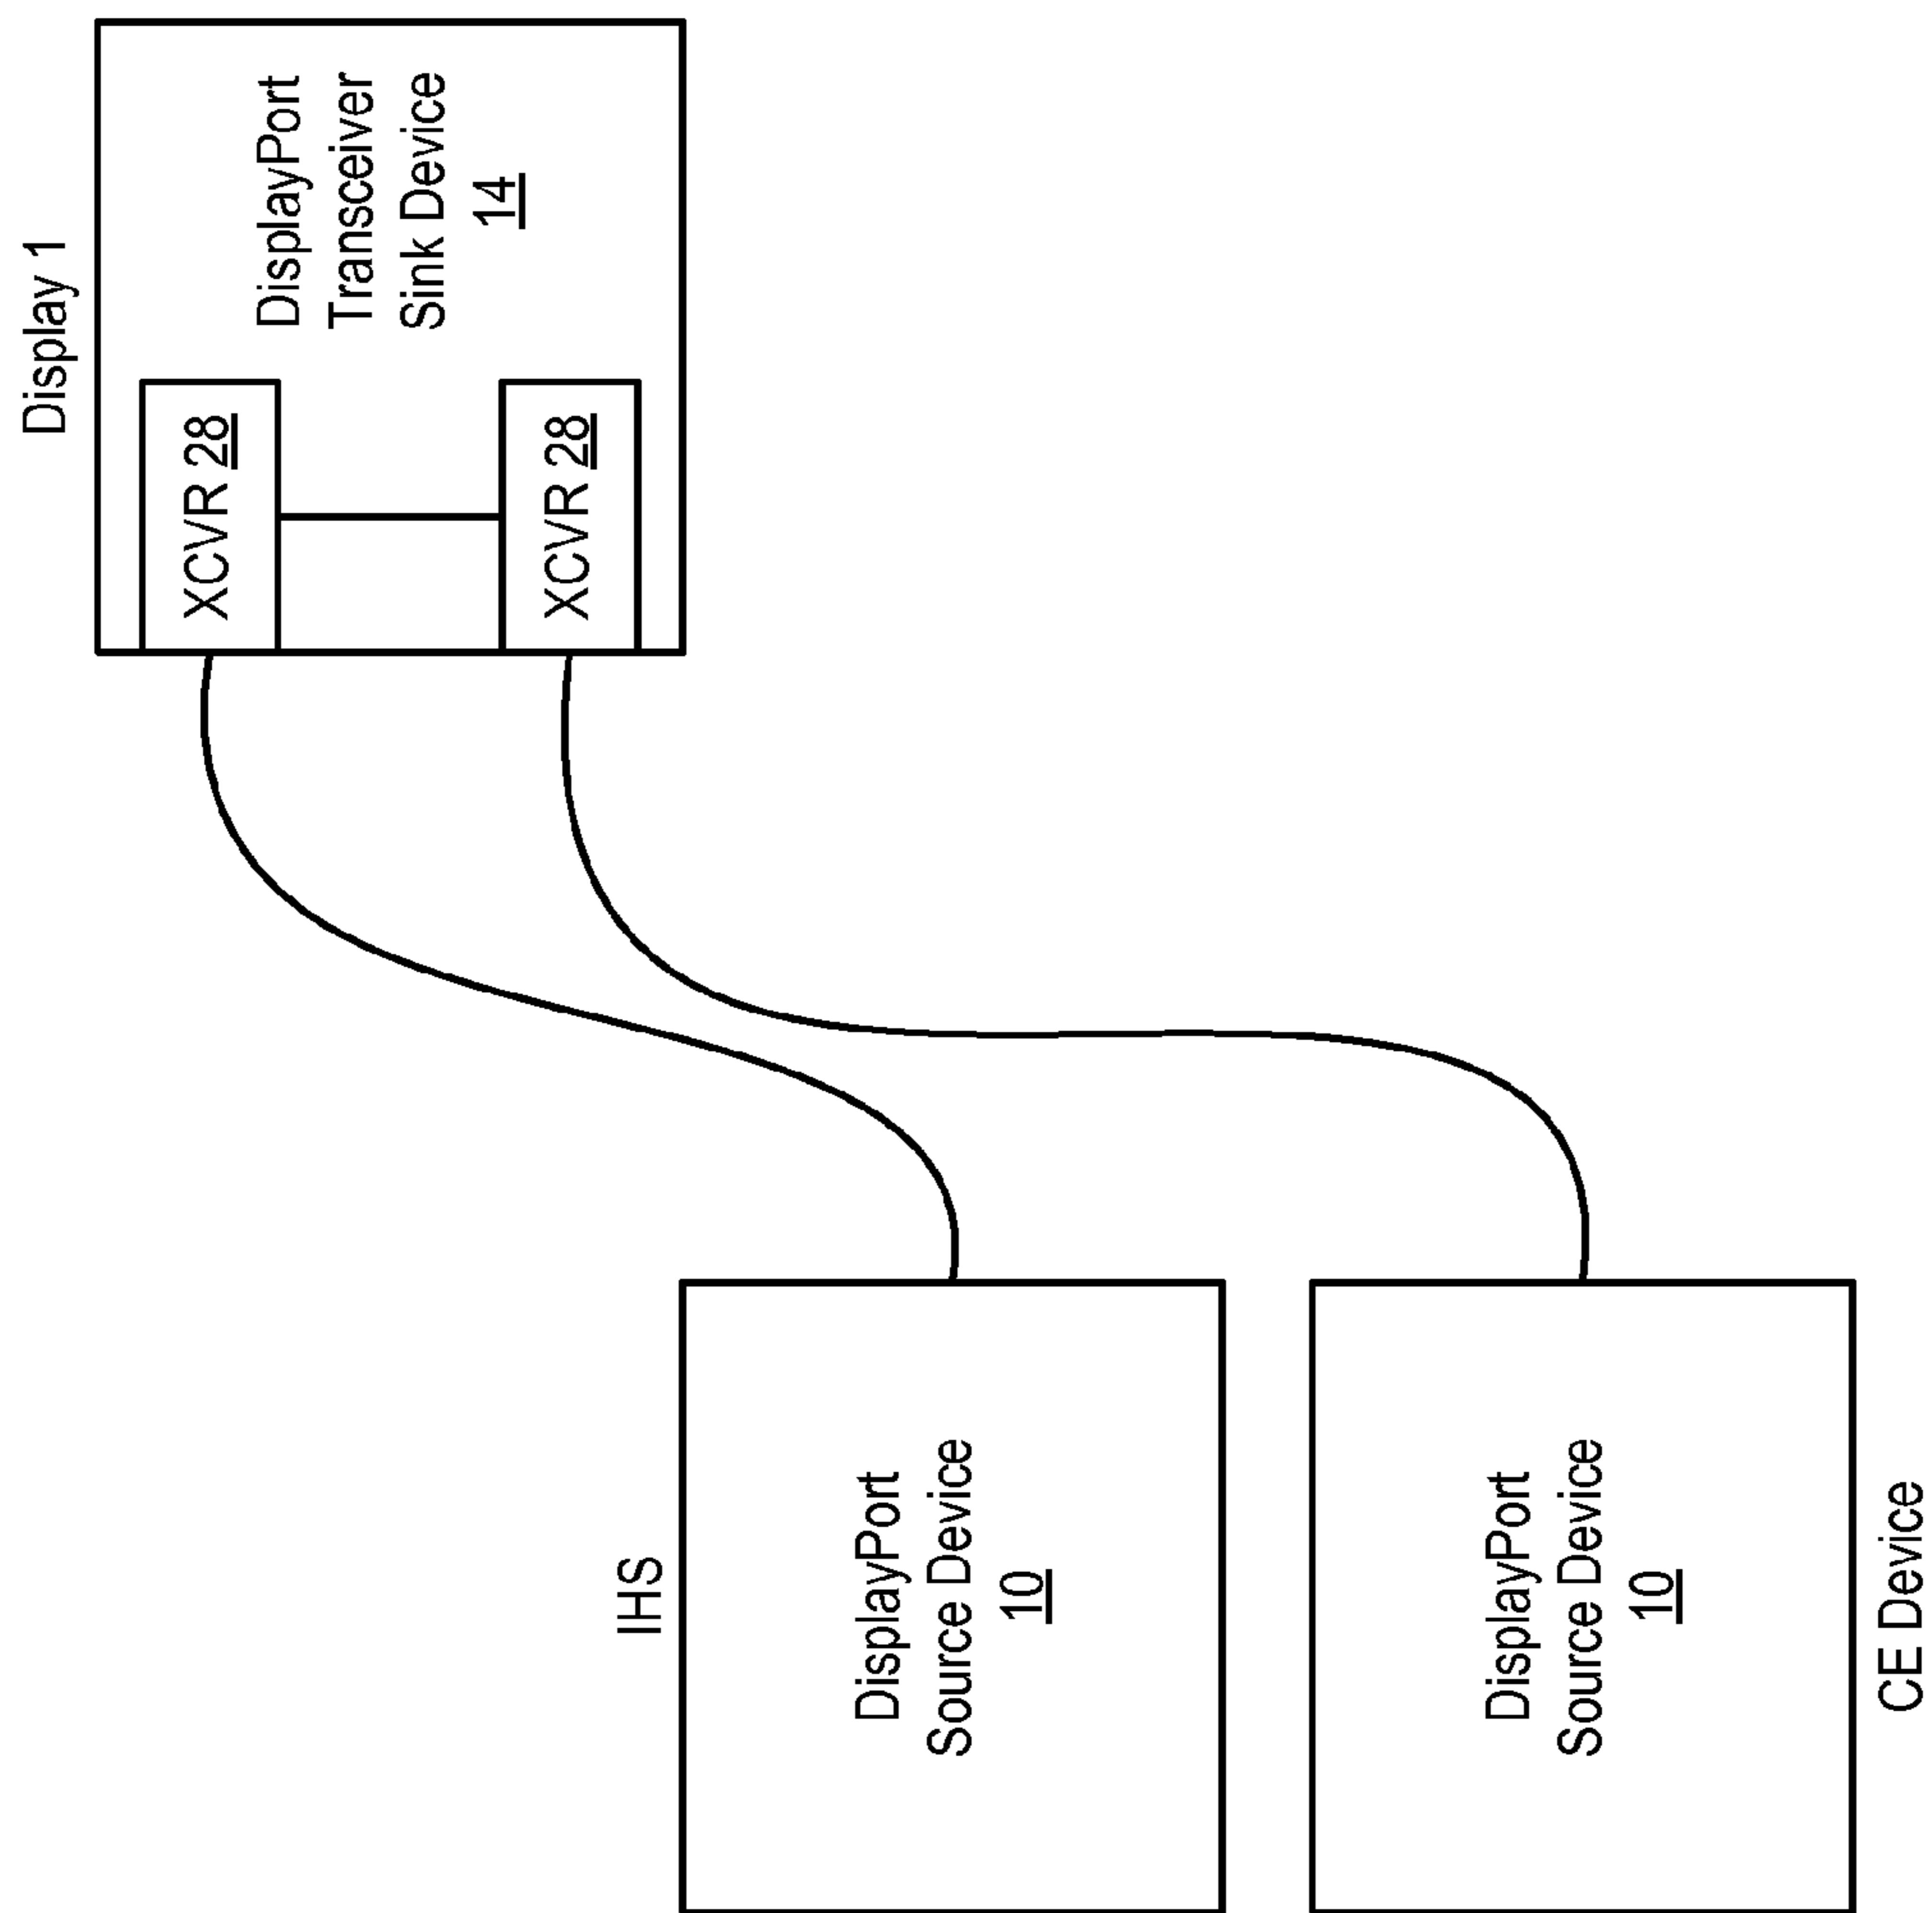 Display 1
DisplayPort
Transceiver
Sink Device
14
XCVR 28
XCVR 28
IHS
DisplayPort
Source Device
10
DisplayPort
Source Device
10
CE Device